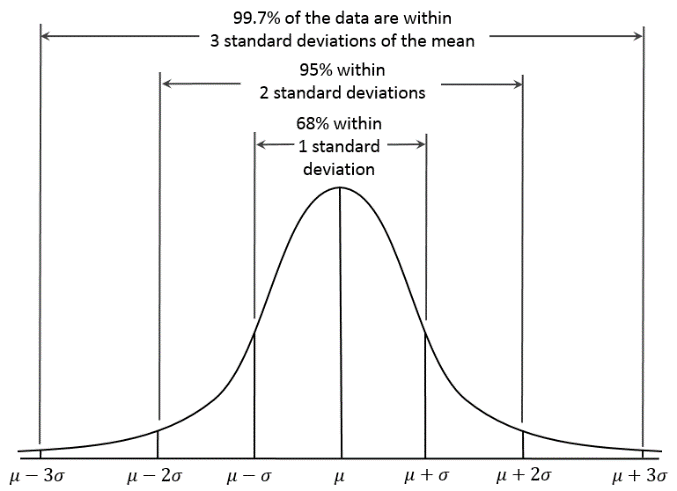 99.7% of the data are within
3 standard deviations of the mean
95% within
2 standard deviations
68% within
1 standard
deviation
μ − 3σ μ − 2σ μ − σ μ μ + σ μ + 2σ μ + 3σ